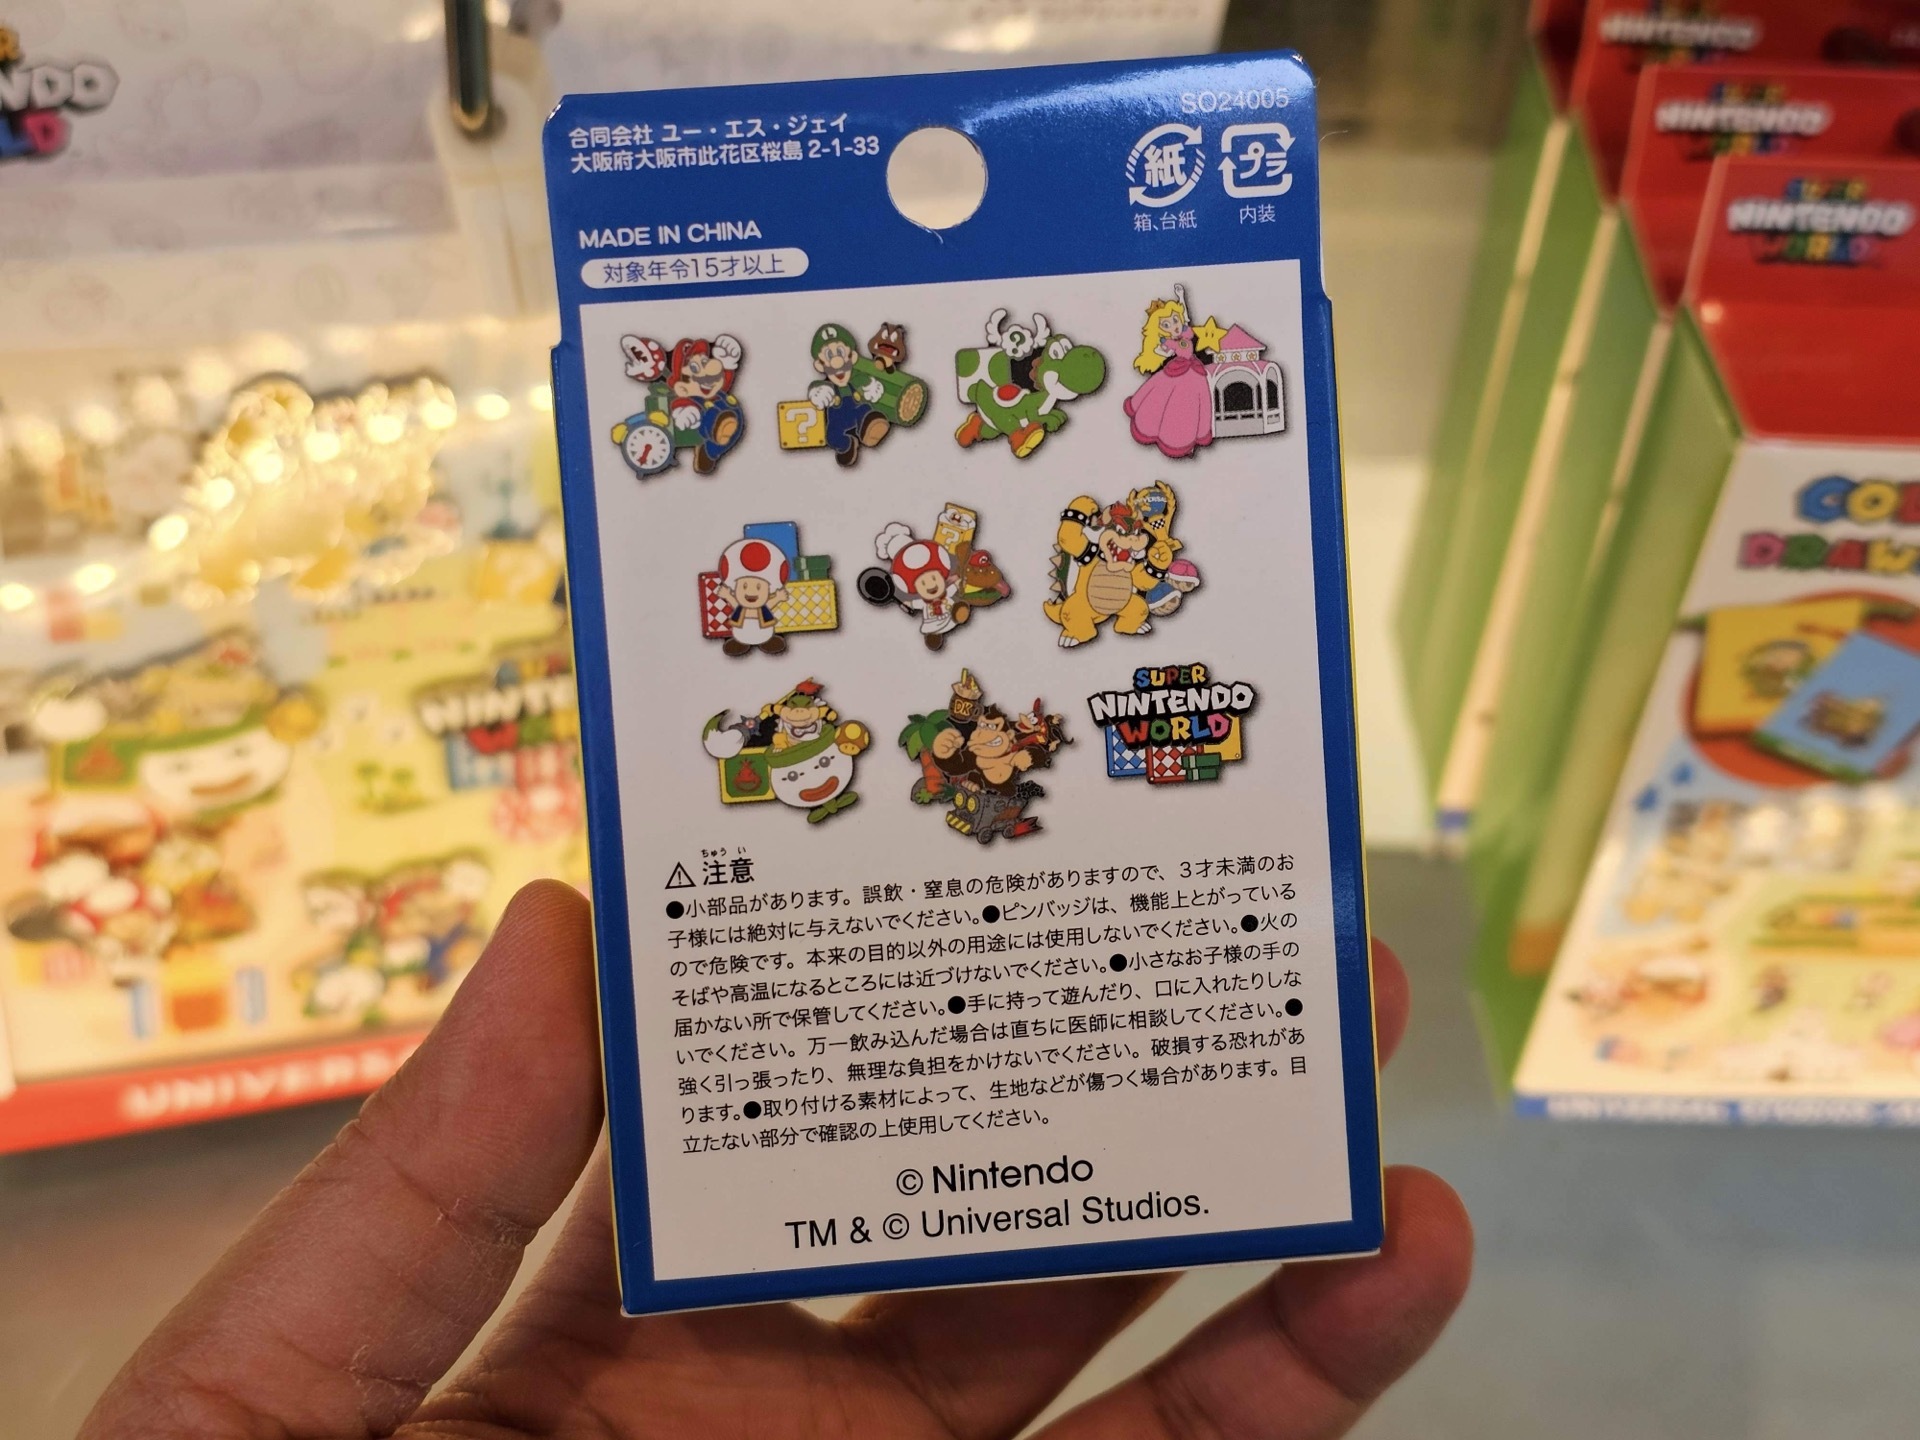 SO24005
合同会社 ユー・エス・ジェイ
大阪府大阪市此花区桜島 2-1-33
紙
プラ
箱、台紙
内装
MADE IN CHINA
対象年令15才以上
?
?
?
L
UNIVERSAL
?
DK
SUPER
NINTENDO
WORLD
ちゅう い
⚠注意
●小部品があります。誤飲・窒息の危険がありますので、3才未満のお
子様には絶対に与えないでください。●ピンバッジは、機能上とがっている
ので危険です。本来の目的以外の用途には使用しないでください。●火の
そばや高温になるところには近づけないでください。●小さなお子様の手の
届かない所で保管してください。●手に持って遊んだり、口に入れたりしな
いでください。万一飲み込んだ場合は直ちに医師に相談してください。●
強く引っ張ったり、無理な負担をかけないでください。破損する恐れがあ
ります。●取り付ける素材によって、生地などが傷つく場合があります。目
立たない部分で確認の上使用してください。
© Nintendo
TM & © Universal Studios.
NINTENDO
SUPER
NINTENDO
WORLD
SUPER
NINTENDO
WORLD